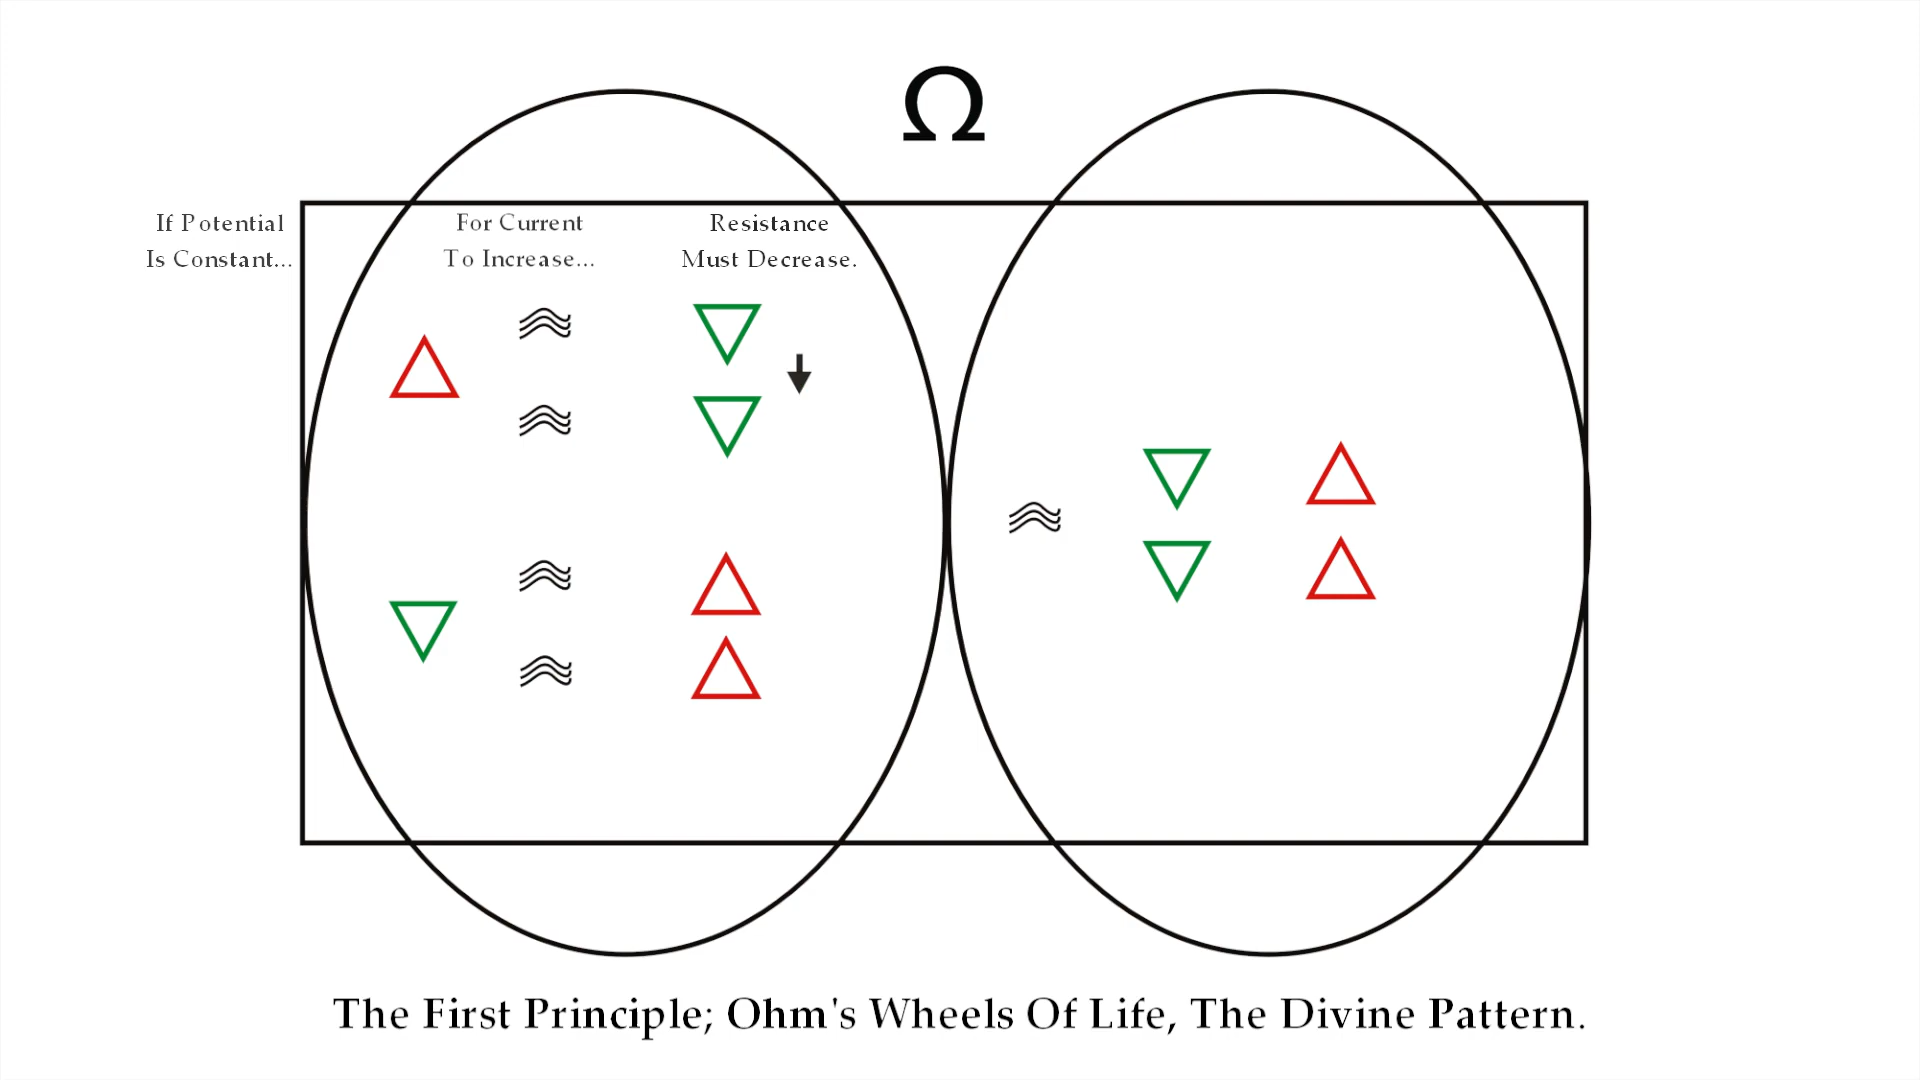 Ω
If Potential
Is Constant...
For Current
To Increase...
Resistance
Must Decrease.
The First Principle; Ohm's Wheels Of Life, The Divine Pattern.